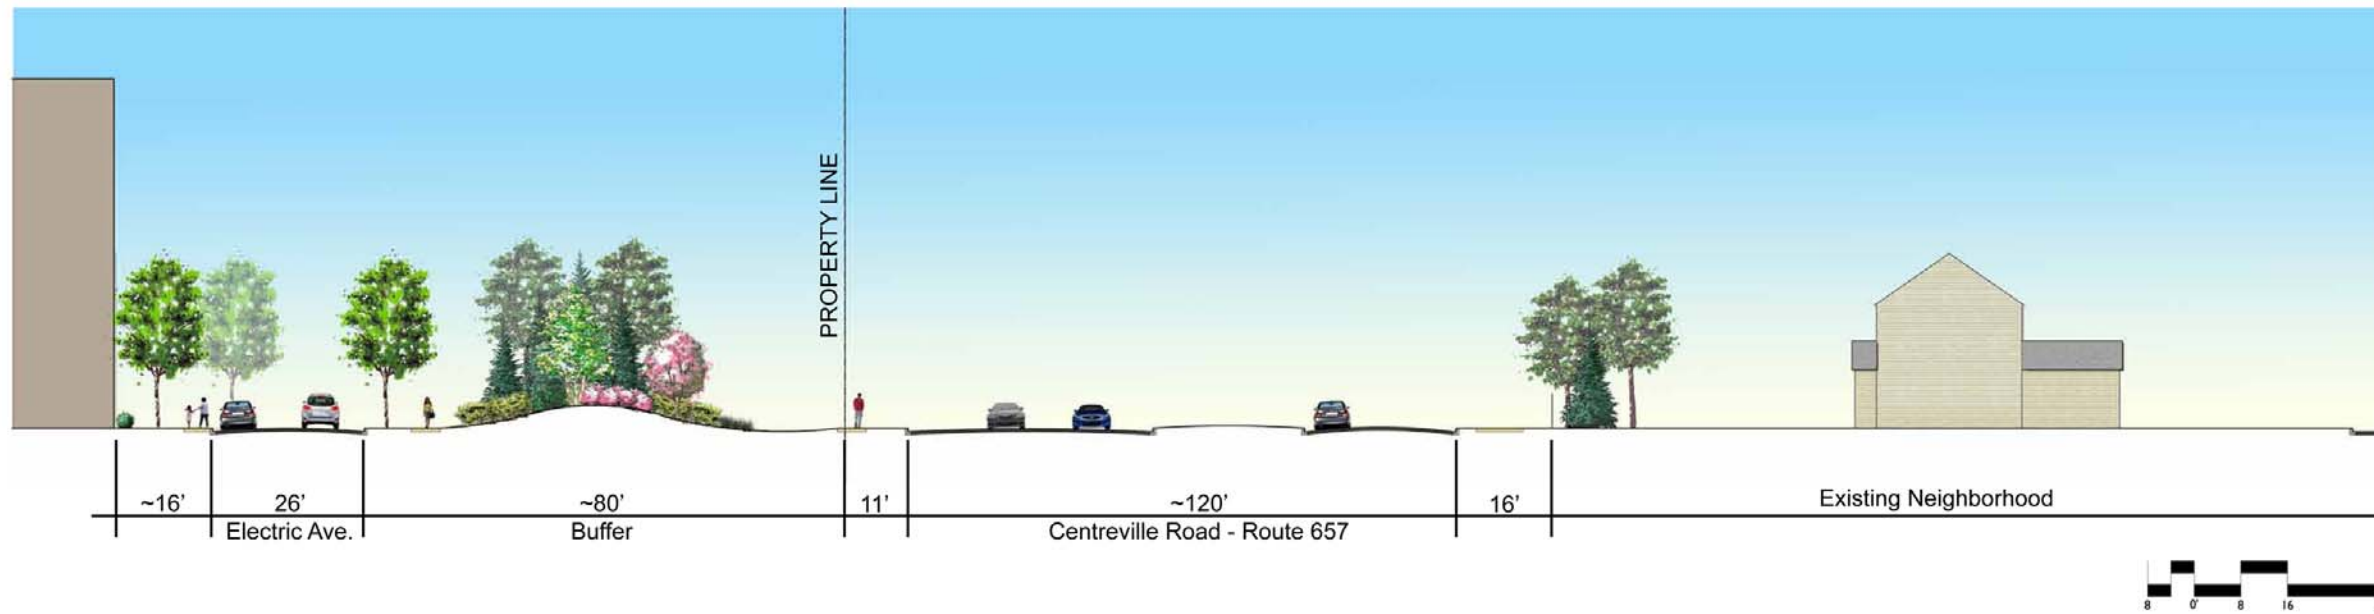 PROPERTY LINE
~16’
26’
~80’
11’
~120’
16’
Existing Neighborhood
Electric Ave.
Buffer
Centreville Road - Route 657
8 0' 8 16